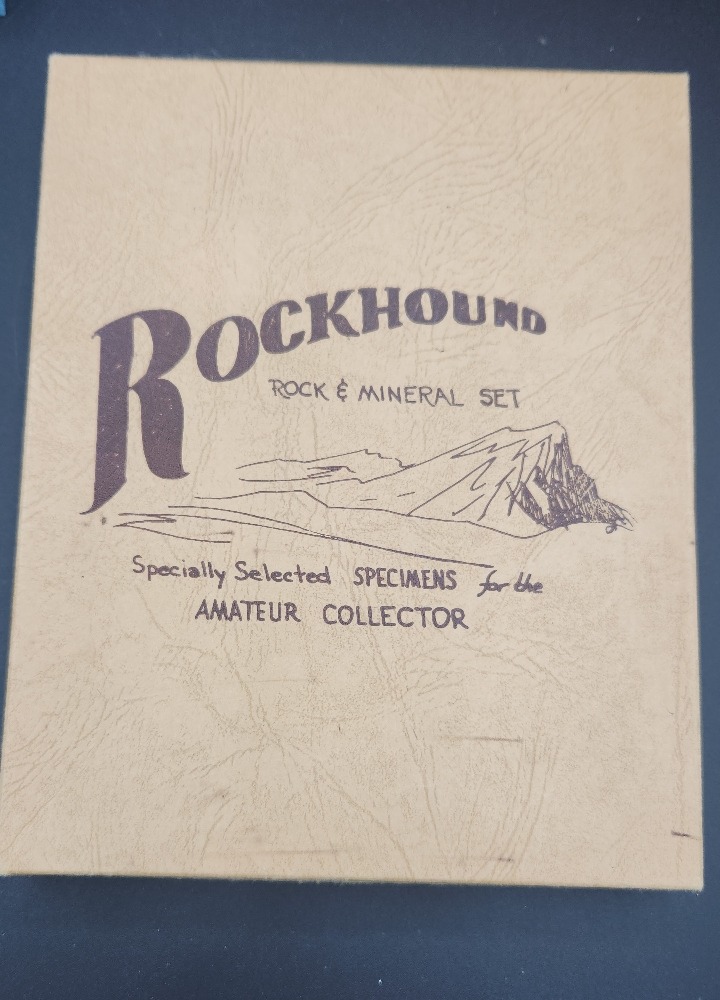 ROCKHOUND
ROCK & MINERAL SET
Specially Selected SPECIMENS for the
AMATEUR COLLECTOR